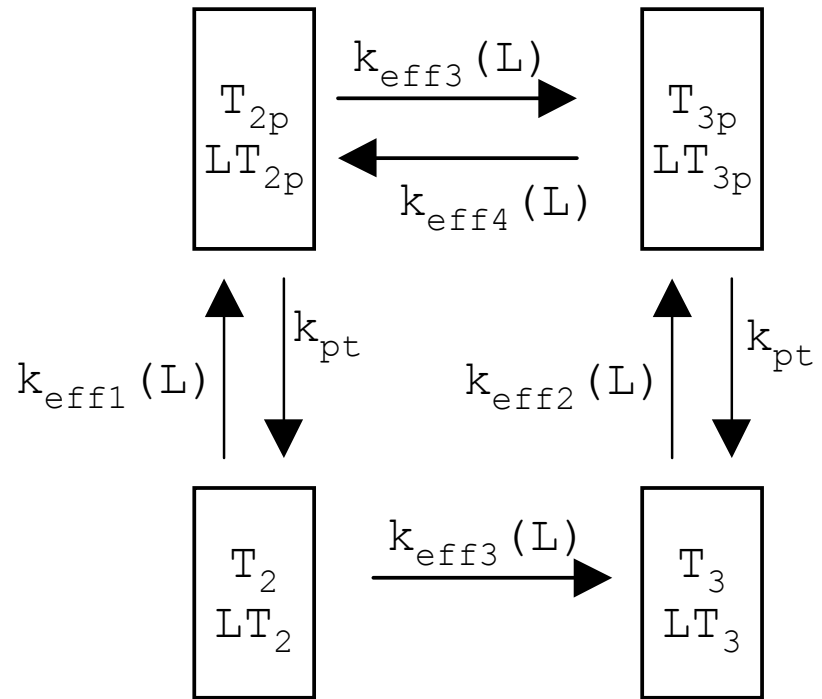 T_2p
LT_2p
k_eff3(L)
k_eff4(L)
T_3p
LT_3p
k_eff1(L)
k_pt
k_eff2(L)
k_pt
T_2
LT_2
k_eff3(L)
T_3
LT_3